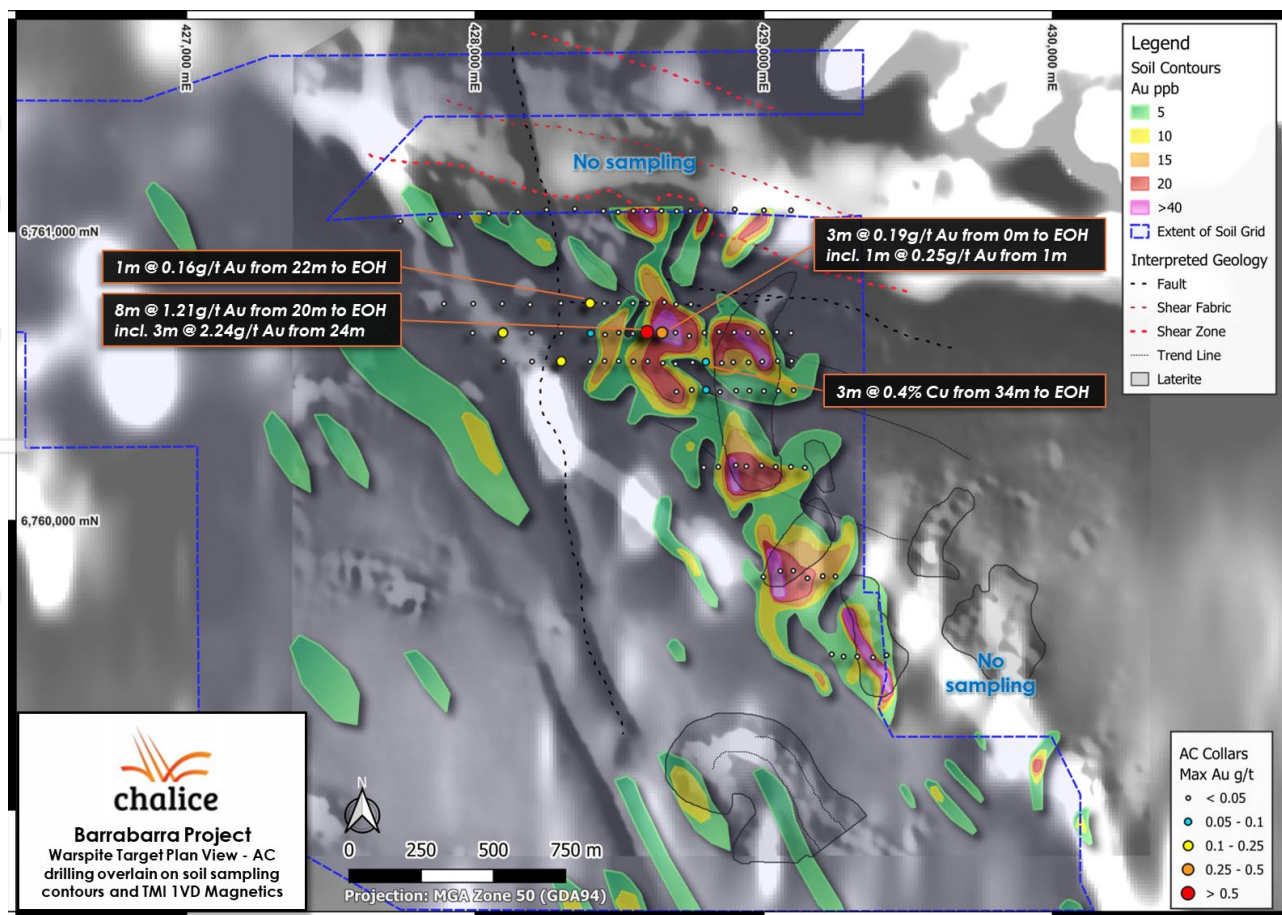 427,000 mE
428,000 mE
429,000 mE
430,000 mE
Legend
Soil Contours
Au ppb
5
10
15
20
>40
Extent of Soil Grid
Interpreted Geology
Fault
Shear Fabric
Shear Zone
Trend Line
Laterite
No sampling
6,761,000 mN
3m @ 0.19g/t Au from 0m to EOH
incl. 1m @ 0.25g/t Au from 1m
1m @ 0.16g/t Au from 22m to EOH
8m @ 1.21g/t Au from 20m to EOH
incl. 3m @ 2.24g/t Au from 24m
3m @ 0.4% Cu from 34m to EOH
6,760,000 mN
No
sampling
chalice
Barrabarra Project
Warspite Target Plan View - AC
drilling overlain on soil sampling
contours and TMI 1VD Magnetics
N
0 250 500 750 m
Projection: MGA Zone 50 (GDA94)
AC Collars
Max Au g/t
< 0.05
0.05 - 0.1
0.1 - 0.25
0.25 - 0.5
> 0.5